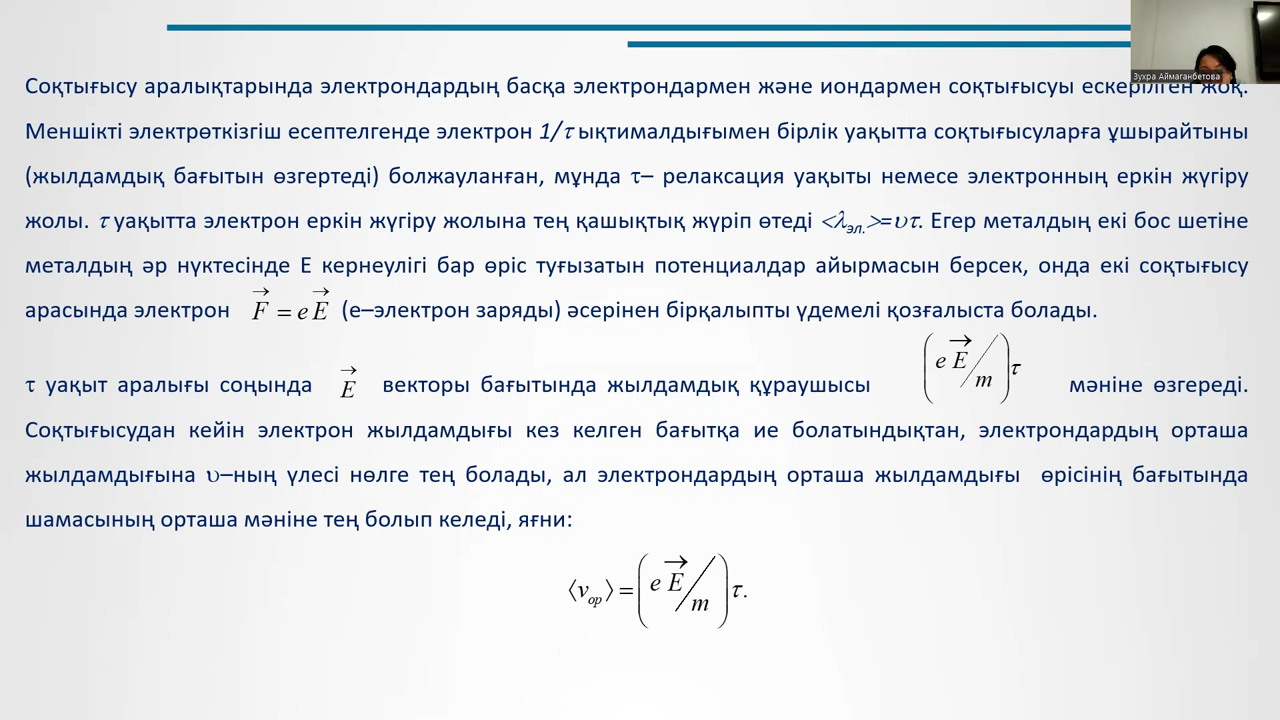 Зухра Аймаганбетова
Соқтығысу аралықтарында электрондардың басқа электрондармен және иондармен соқтығысуы ескерілген жоқ.
Меншікті электрөткізгіш есептелгенде электрон 1/τ ықтималдығымен бірлік уақытта соқтығысуларға ұшырайтыны
(жылдамдық бағытын өзгертеді) болжауланған, мұнда τ– релаксация уақыты немесе электронның еркін жүгіру
жолы. τ уақытта электрон еркін жүгіру жолына тең қашықтық жүріп өтеді <λэл.>=υτ. Егер металдың екі бос шетіне
металдың әр нүктесінде Е кернеулігі бар өріс туғызатын потенциалдар айырмасын берсек, онда екі соқтығысу
арасында электрон F⃗ = e E⃗ (е–электрон заряды) әсерінен бірқалыпты үдемелі қозғалыста болады.
τ уақыт аралығы соңында E⃗ векторы бағытында жылдамдық құраушысы (e E⃗/m)τ мәніне өзгереді.
Соқтығысудан кейін электрон жылдамдығы кез келген бағытқа ие болатындықтан, электрондардың орташа
жылдамдығына υ–ның үлесі нөлге тең болады, ал электрондардың орташа жылдамдығы өрісінің бағытында
шамасының орташа мәніне тең болып келеді, яғни:
⟨vор⟩ = (e E⃗/m)τ.